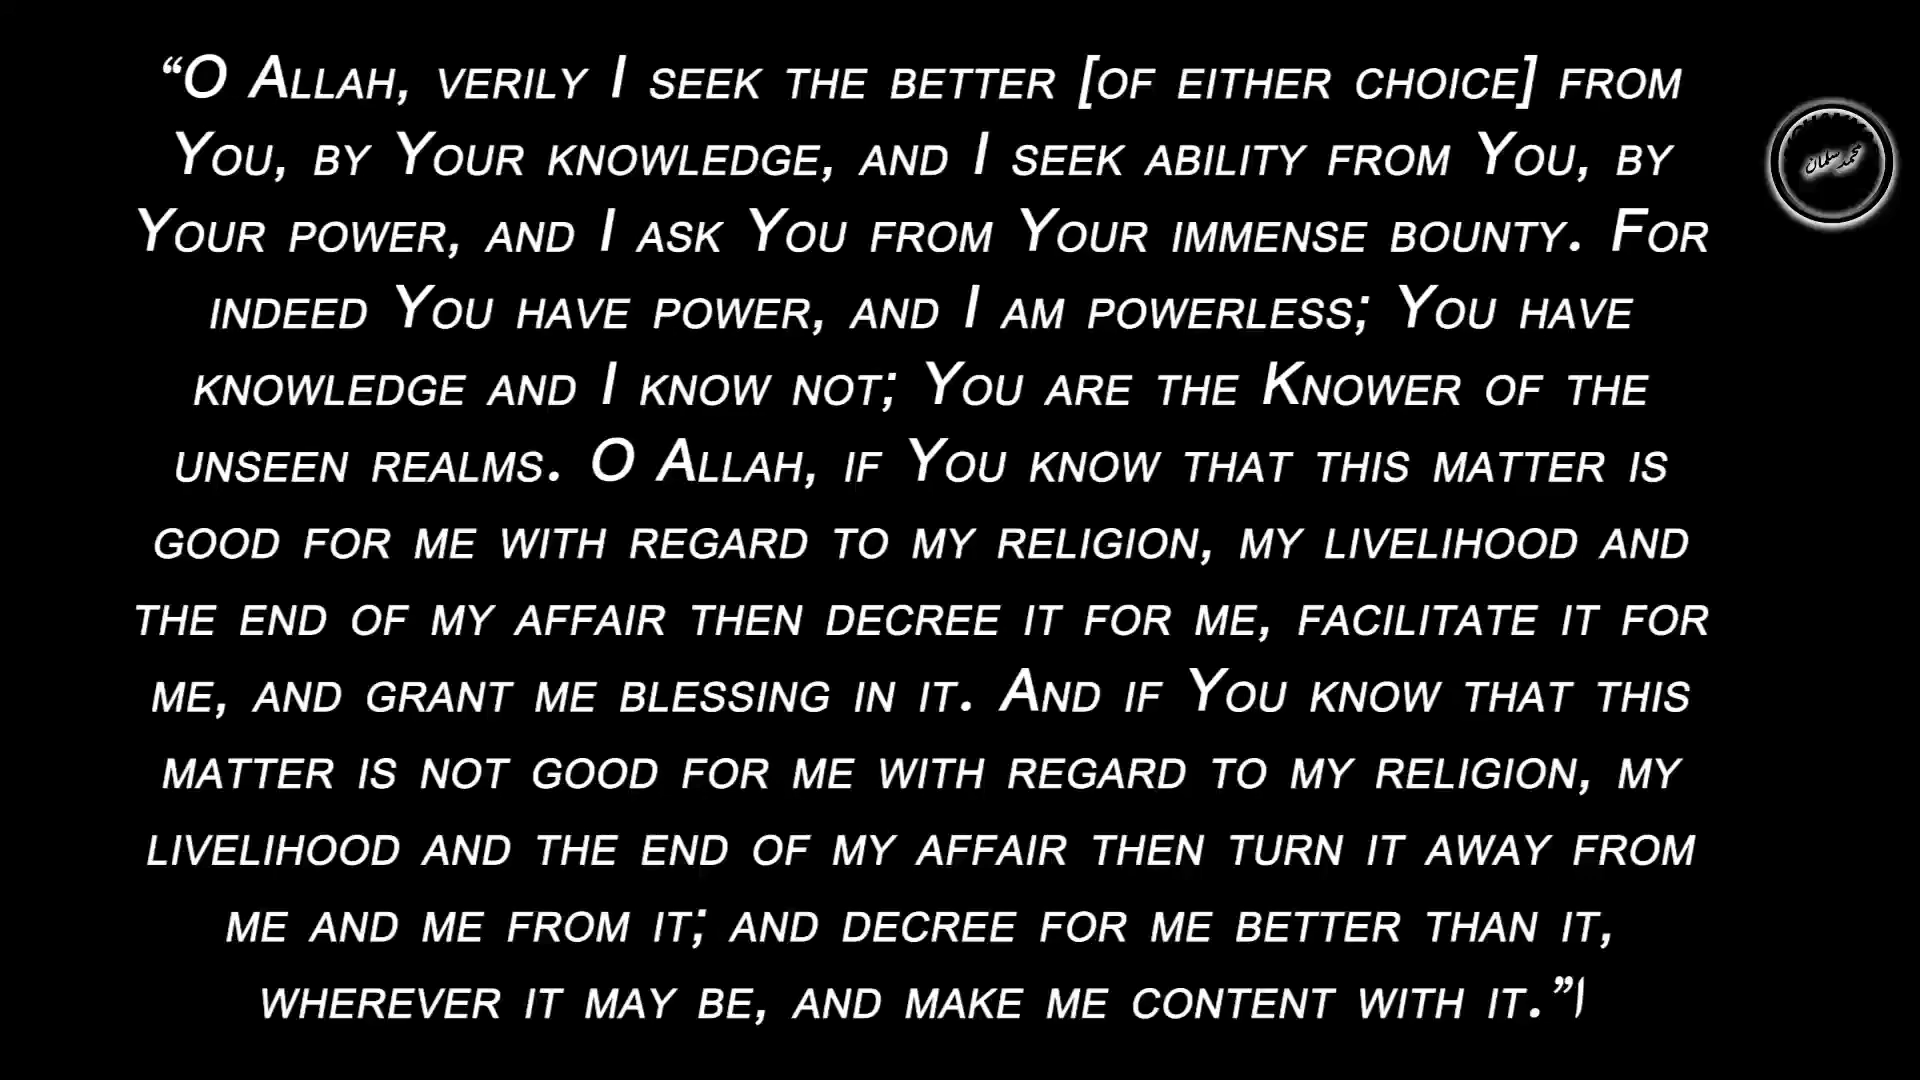 “O Allah, verily I seek the better [of either choice] from
You, by Your knowledge, and I seek ability from You, by
Your power, and I ask You from Your immense bounty. For
indeed You have power, and I am powerless; You have
knowledge and I know not; You are the Knower of the
unseen realms. O Allah, if You know that this matter is
good for me with regard to my religion, my livelihood and
the end of my affair then decree it for me, facilitate it for
me, and grant me blessing in it. And if You know that this
matter is not good for me with regard to my religion, my
livelihood and the end of my affair then turn it away from
me and me from it; and decree for me better than it,
wherever it may be, and make me content with it.”
محمد سلمان